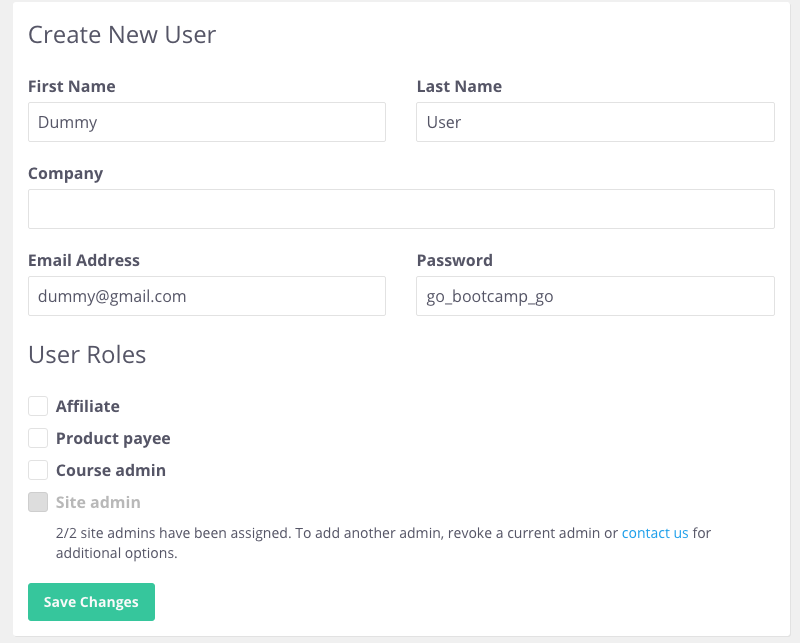 Create New User
First Name
Last Name
Dummy
User
Company
Email Address
Password
dummy@gmail.com
go_bootcamp_go
User Roles
Affiliate
Product payee
Course admin
Site admin
2/2 site admins have been assigned. To add another admin, revoke a current admin or contact us for
additional options.
Save Changes